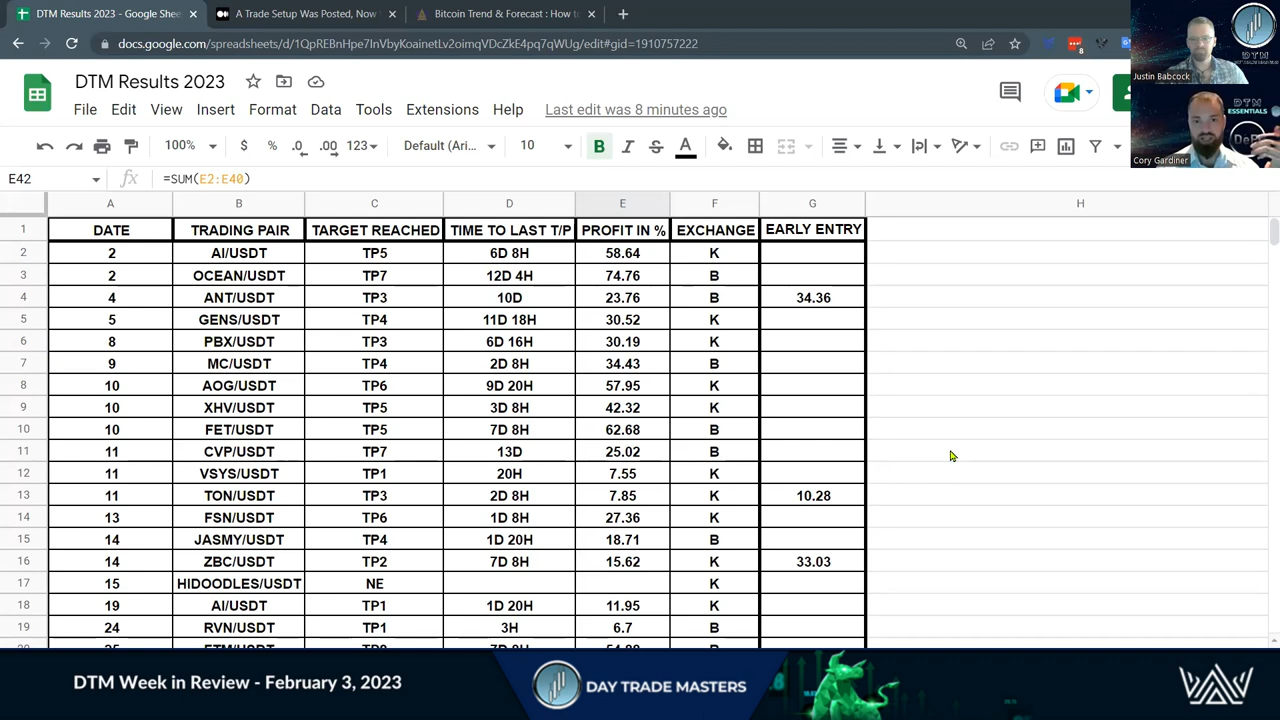 DTM Results 2023 - Google Shee
A Trade Setup Was Posted, Now
Bitcoin Trend & Forecast : How to
docs.google.com/spreadsheets/d/1QpREBnHpe7InVbyKoainetLv2oimqVDcZkE4pq7qWUg/edit#gid=1910757222
8
DTM Results 2023
File Edit View Insert Format Data Tools Extensions Help Last edit was 8 minutes ago
100% $ % .0 .00 123 Default (Ari... 10 B I S A
E42 fx =SUM(E2:E40)
A B C D E F G H
1 DATE TRADING PAIR TARGET REACHED TIME TO LAST T/P PROFIT IN % EXCHANGE EARLY ENTRY
2 2 AI/USDT TP5 6D 8H 58.64 K
3 2 OCEAN/USDT TP7 12D 4H 74.76 B
4 4 ANT/USDT TP3 10D 23.76 B 34.36
5 5 GENS/USDT TP4 11D 18H 30.52 K
6 8 PBX/USDT TP3 6D 16H 30.19 K
7 9 MC/USDT TP4 2D 8H 34.43 B
8 10 AOG/USDT TP6 9D 20H 57.95 K
9 10 XHV/USDT TP5 3D 8H 42.32 K
10 10 FET/USDT TP5 7D 8H 62.68 B
11 11 CVP/USDT TP7 13D 25.02 B
12 11 VSYS/USDT TP1 20H 7.55 K
13 11 TON/USDT TP3 2D 8H 7.85 K 10.28
14 13 FSN/USDT TP6 1D 8H 27.36 K
15 14 JASMY/USDT TP4 1D 20H 18.71 B
16 14 ZBC/USDT TP2 7D 8H 15.62 K 33.03
17 15 HIDOODLES/USDT NE K
18 19 AI/USDT TP1 1D 20H 11.95 K
19 24 RVN/USDT TP1 3H 6.7 B
Justin Babcock
DTM
DTM
ESSENTIALS
Cory Gardiner
DTM Week in Review - February 3, 2023
DAY TRADE MASTERS